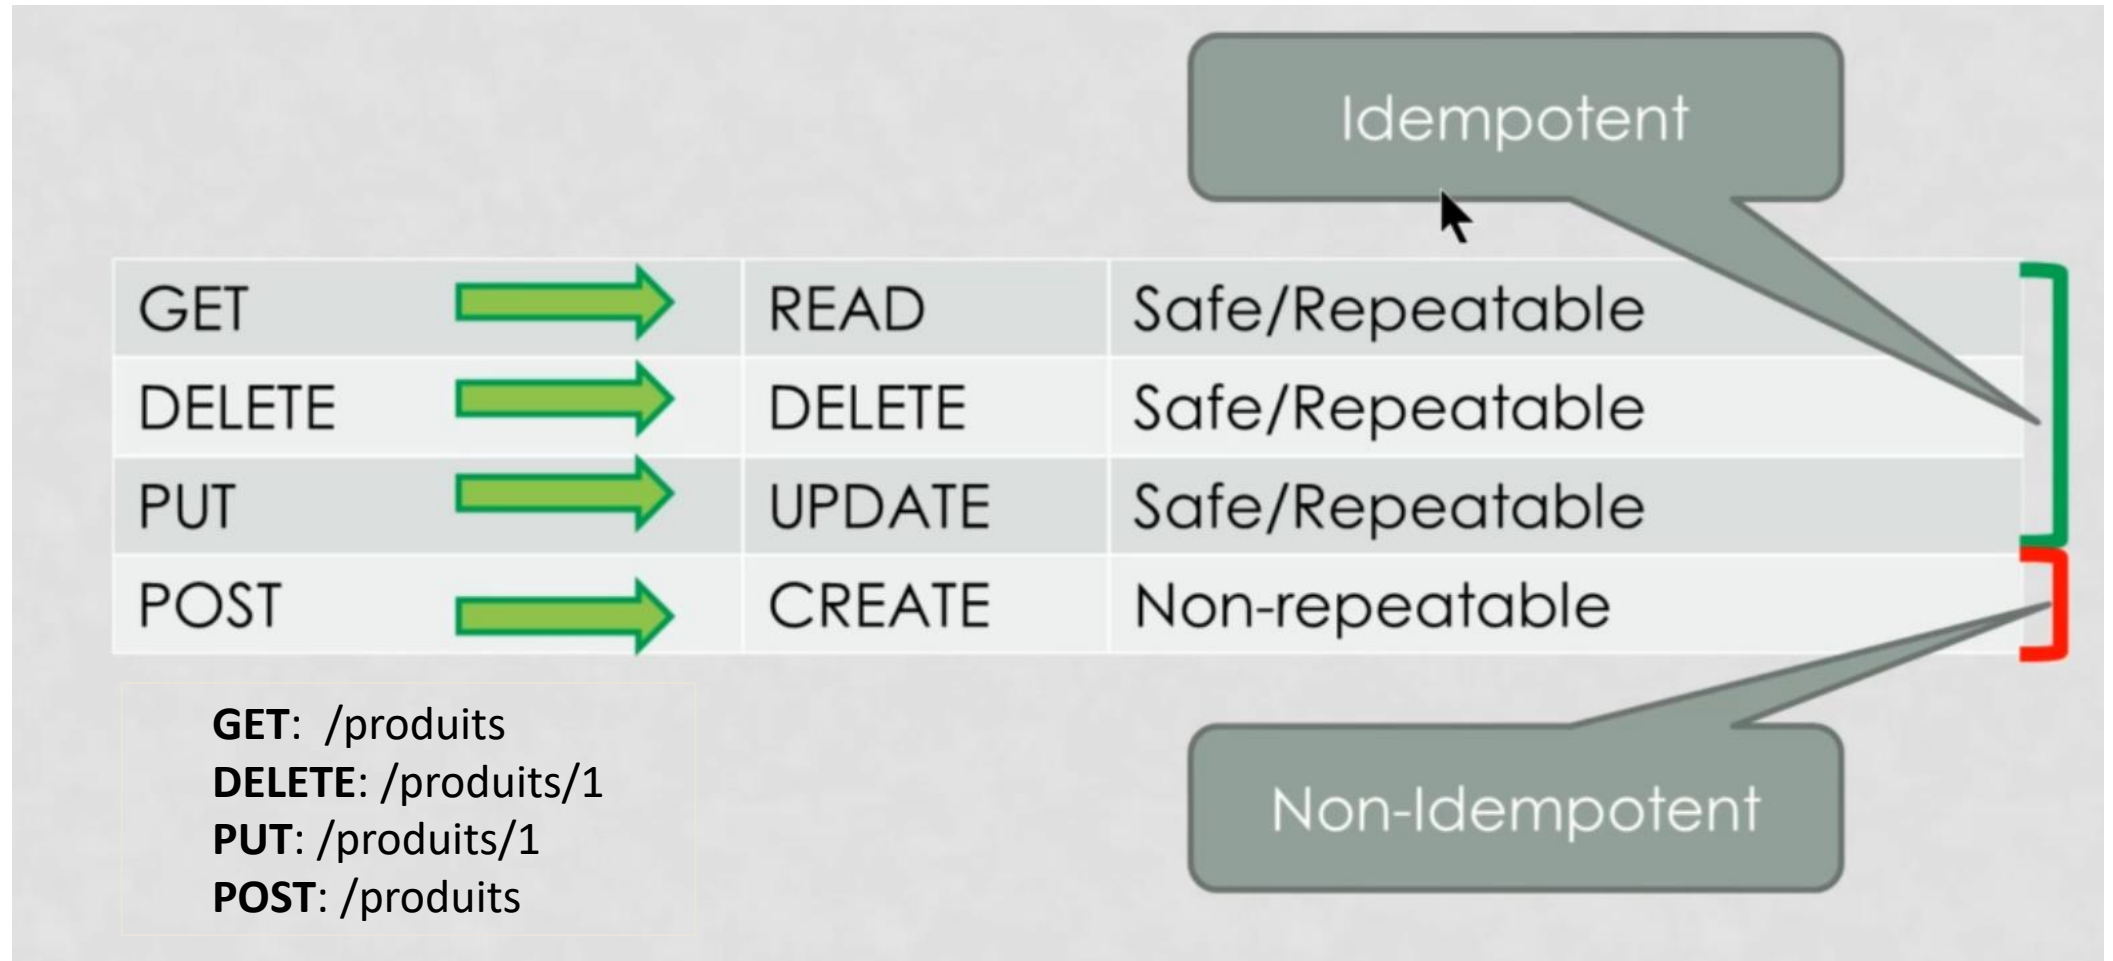 Idempotent
GET READ Safe/Repeatable
DELETE DELETE Safe/Repeatable
PUT UPDATE Safe/Repeatable
POST CREATE Non-repeatable
GET: /produits
DELETE: /produits/1
PUT: /produits/1
POST: /produits
Non-Idempotent